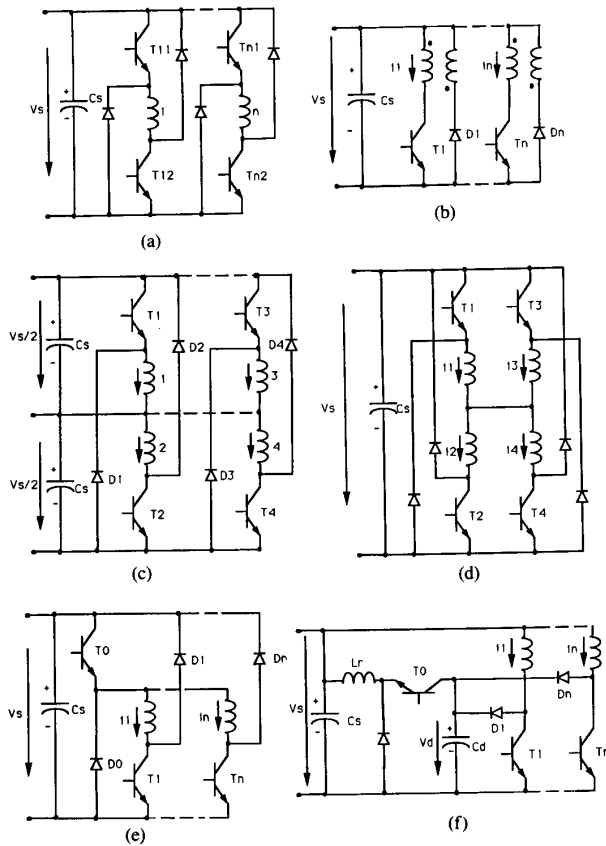 T11
Tn1
Vs
+
Cs
-
1
n
T12
Tn2
(a)
i1
in
Vs
+
Cs
-
T1
D1
Tn
Dn
(b)
T1
T3
Vs/2
+
Cs
-
D2
D4
1
3
2
4
Vs/2
+
Cs
-
D1
D3
T2
T4
(c)
T1
T3
i1
i3
Vs
+
Cs
-
i2
i4
T2
T4
(d)
T0
D1
Dn
Vs
+
Cs
-
i1
in
D0
T1
Tn
(e)
Lr
T0
i1
in
Dn
Vs
+
Cs
-
D1
Vd
+
Cd
-
T1
Tn
(f)